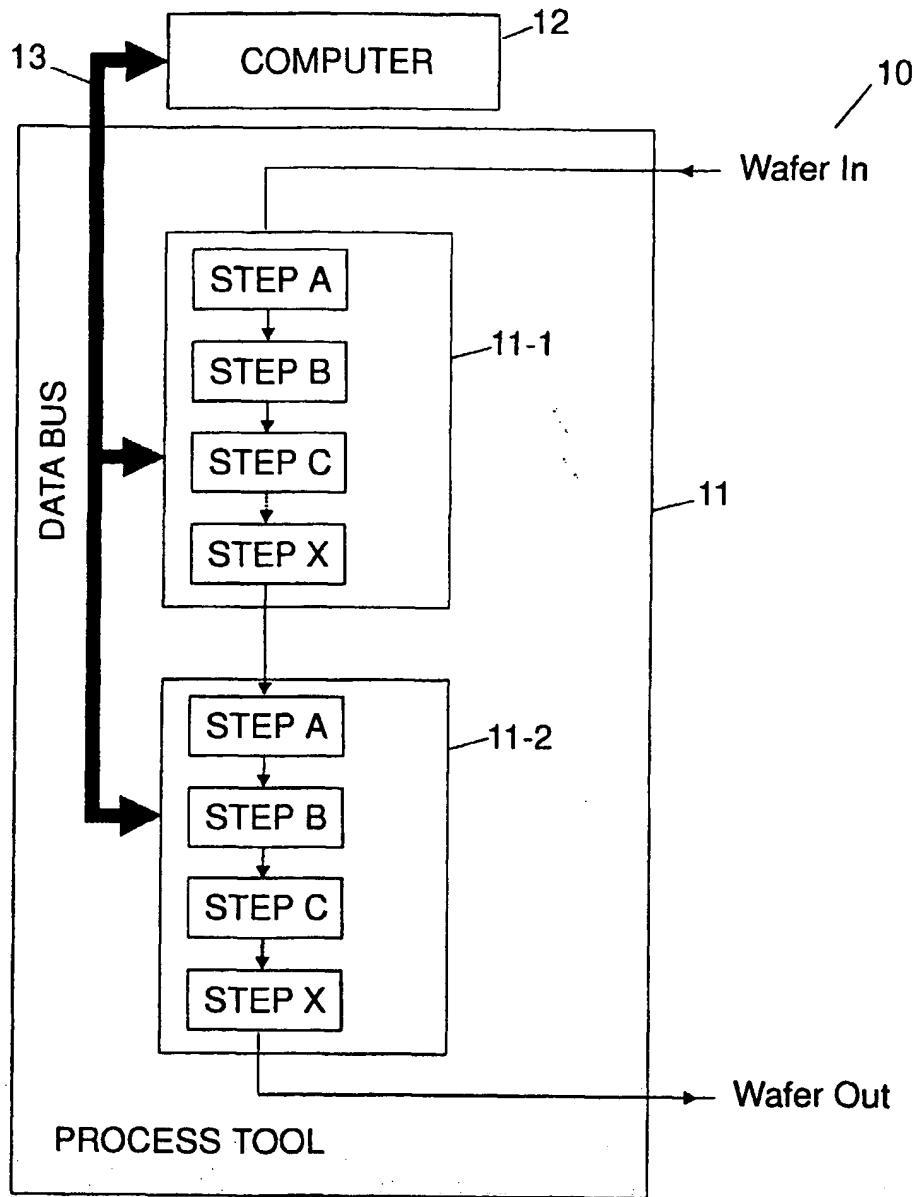 13
COMPUTER
12
10
Wafer In
STEP A
STEP B
11-1
STEP C
STEP X
DATA BUS
11
STEP A
11-2
STEP B
STEP C
STEP X
Wafer Out
PROCESS TOOL